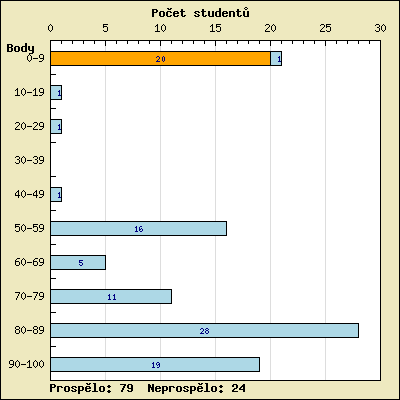 Počet studentů
0 5 10 15 20 25 30
Body
0-9 20 1
10-19 1
20-29 1
30-39
40-49 1
50-59 16
60-69 5
70-79 11
80-89 28
90-100 19
Prospělo: 79 Neprospělo: 24